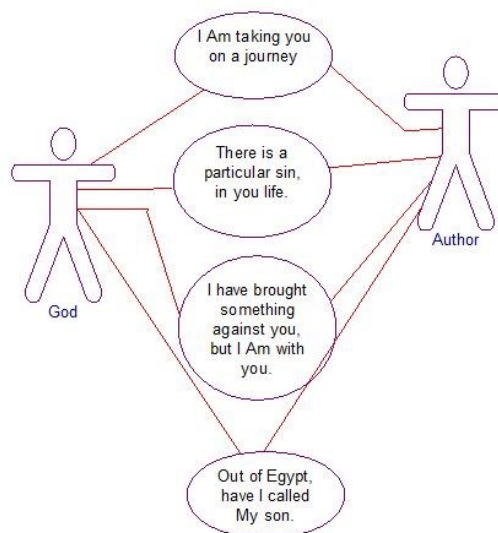 I Am taking you
on a journey
There is a
particular sin,
in you life.
Author
God
I have brought
something
against you,
but I Am with
you.
Out of Egypt,
have I called
My son.